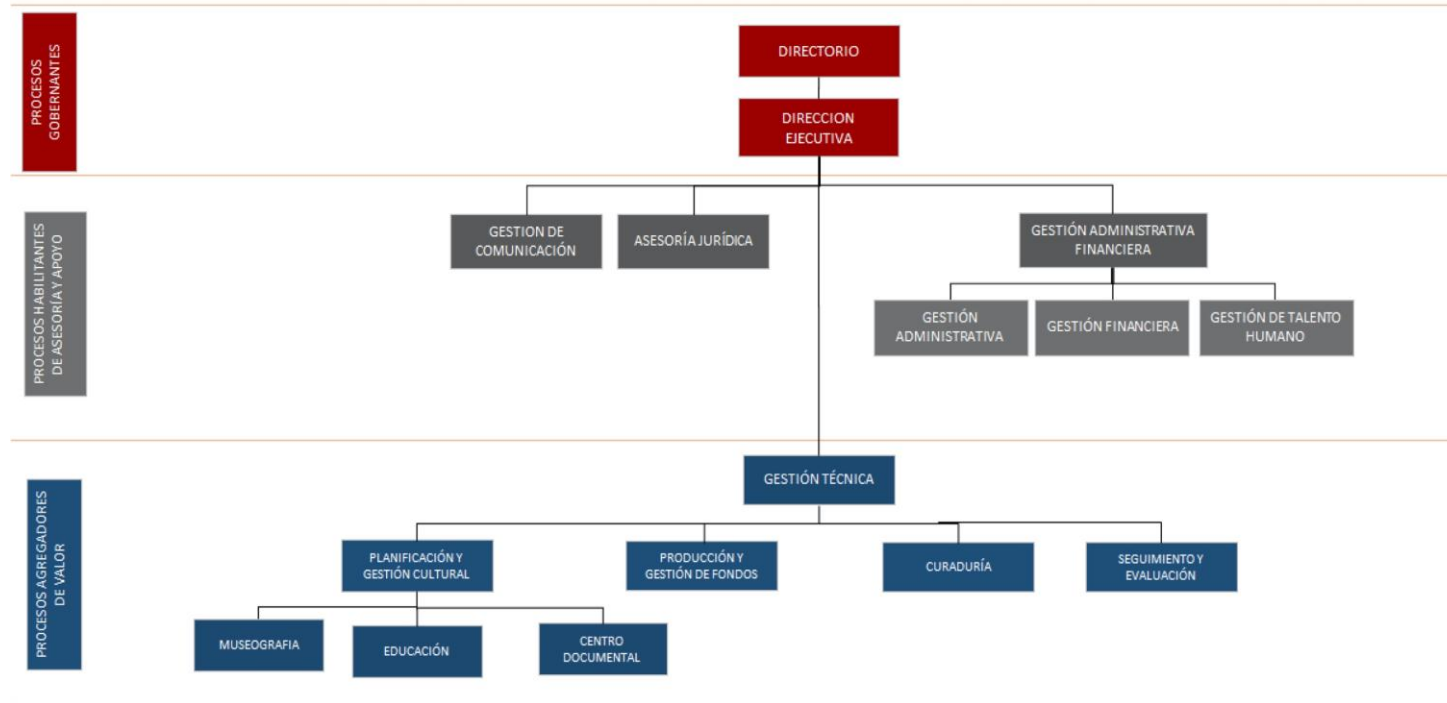 PROCESOS
GOBERNANTES
DIRECTORIO
DIRECCION
EJECUTIVA
PROCESOS HABILITANTES
DE ASESORÍA Y APOYO
GESTION DE
COMUNICACIÓN
ASESORÍA JURÍDICA
GESTIÓN ADMINISTRATIVA
FINANCIERA
GESTIÓN
ADMINISTRATIVA
GESTIÓN FINANCIERA
GESTIÓN DE TALENTO
HUMANO
PROCESOS AGREGADORES
DE VALOR
GESTIÓN TÉCNICA
PLANIFICACIÓN Y
GESTIÓN CULTURAL
PRODUCCIÓN Y
GESTIÓN DE FONDOS
CURADURÍA
SEGUIMIENTO Y
EVALUACIÓN
MUSEOGRAFIA
EDUCACIÓN
CENTRO
DOCUMENTAL